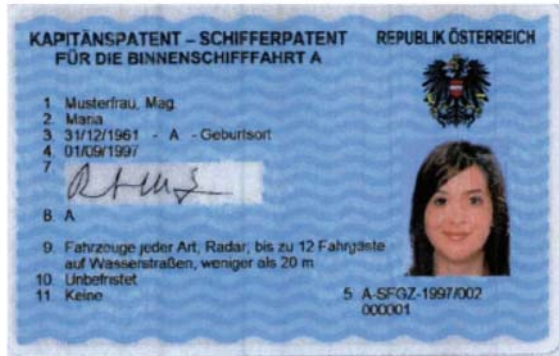 KAPITÄNSPATENT – SCHIFFERPATENT
FÜR DIE BINNENSCHIFFFAHRT A
REPUBLIK ÖSTERREICH
1 Musterfrau, Mag.
2. Maria
3. 31/12/1961 - A - Geburtsort
4. 01/09/1997
7
8. A
9. Fahrzeuge jeder Art, Radar, bis zu 12 Fahrgäste
auf Wasserstraßen, weniger als 20 m
10. Unbefristet
11. Keine
5 A-SFGZ-1997/002
000001